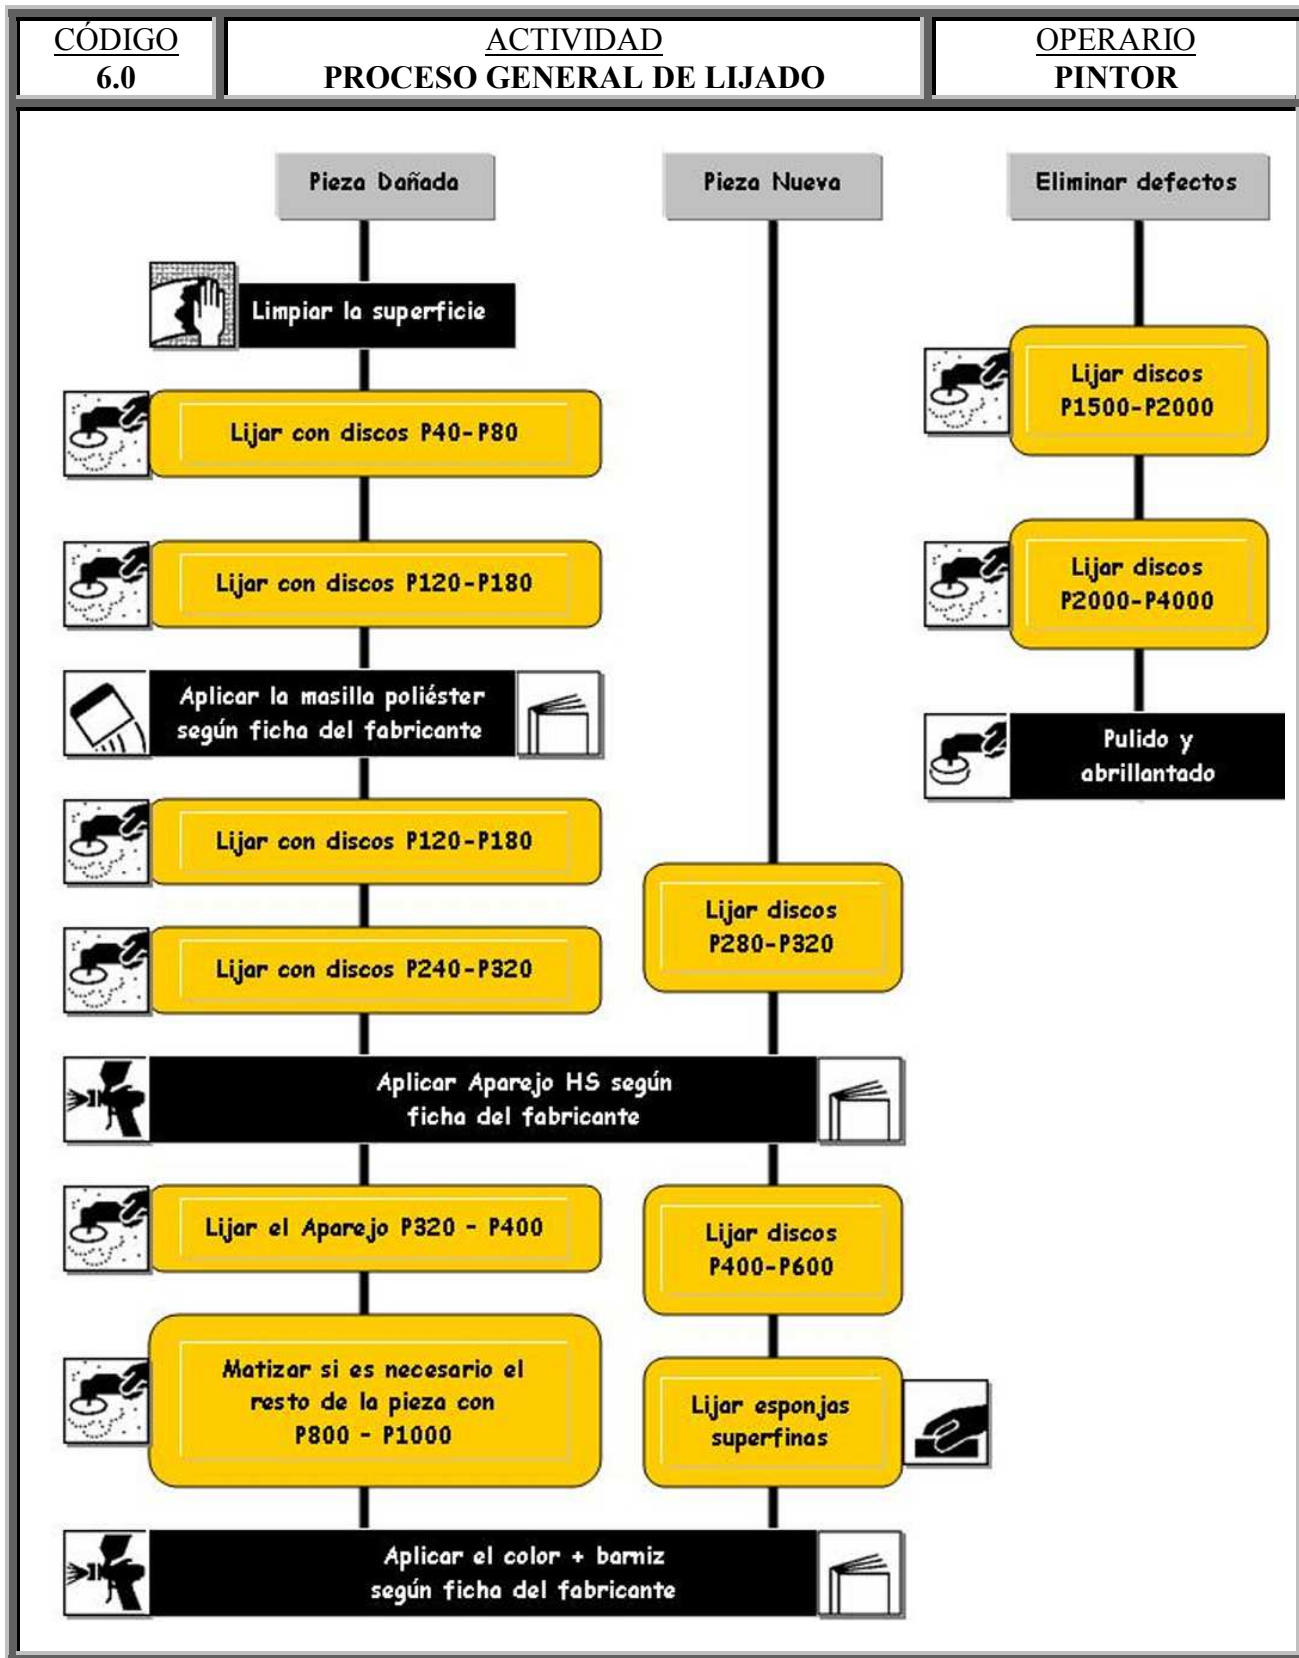 CÓDIGO
6.0
ACTIVIDAD
PROCESO GENERAL DE LIJADO
OPERARIO
PINTOR
Pieza Dañada
Limpiar la superficie
Lijar con discos P40-P80
Lijar con discos P120-P180
Aplicar la masilla poliéster
según ficha del fabricante
Lijar con discos P120-P180
Lijar con discos P240-P320
Pieza Nueva
Lijar discos
P280-P320
Aplicar Aparejo HS según
ficha del fabricante
Lijar el Aparejo P320 - P400
Matizar si es necesario el
resto de la pieza con
P800 - P1000
Lijar discos
P400-P600
Lijar esponjas
superfinas
Aplicar el color + barniz
según ficha del fabricante
Eliminar defectos
Lijar discos
P1500-P2000
Lijar discos
P2000-P4000
Pulido y
abrillantado